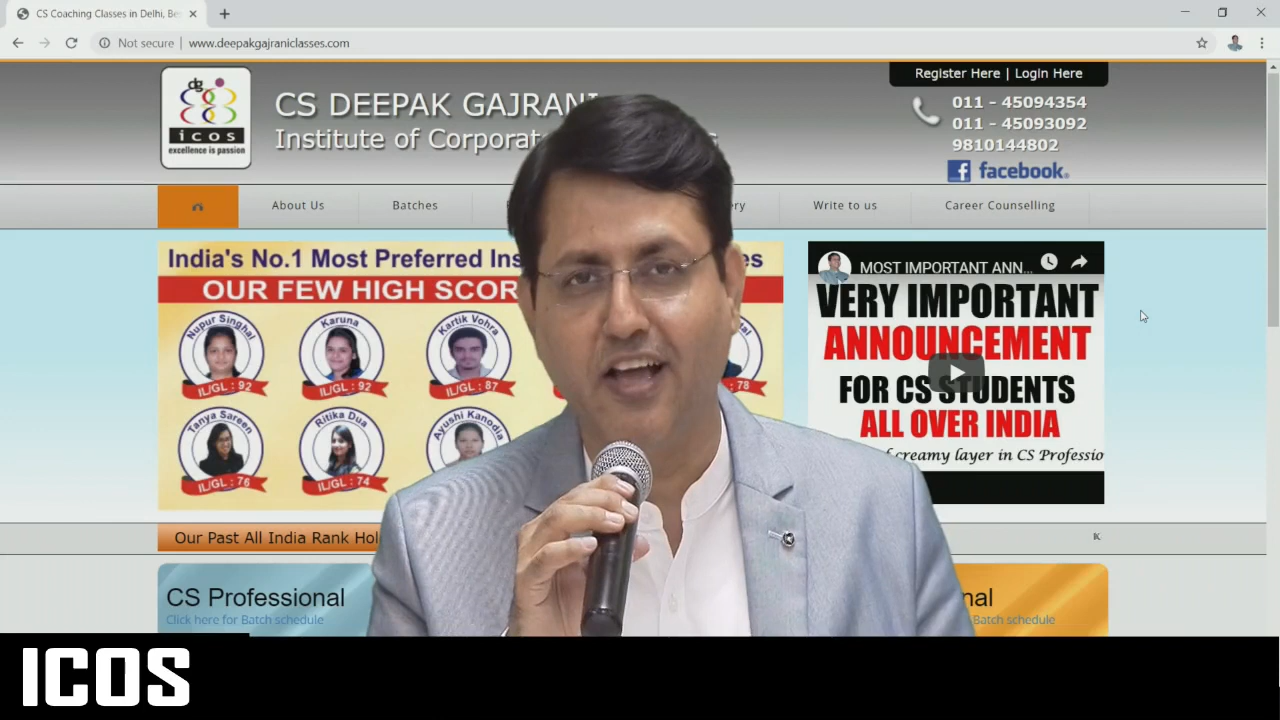 CS Coaching Classes in Delhi, Be
Not secure | www.deepakgajraniclasses.com
Register Here | Login Here
dg
icos
excellence is passion
CS DEEPAK GAJRANI
Institute of Corporat
011 - 45094354
011 - 45093092
9810144802
facebook
About Us
Batches
ery
Write to us
Career Counselling
India's No.1 Most Preferred Ins
es
OUR FEW HIGH SCOR
Nupur Singhal
IL/GL : 92
Karuna
IL/GL : 92
Kartik Vohra
IL/GL : 87
tal
: 78
Tanya Sareen
IL/GL : 76
Ritika Dua
IL/GL : 74
Ayushi Kanodia
MOST IMPORTANT ANN...
VERY IMPORTANT
ANNOUNCEMENT
FOR CS STUDENTS
ALL OVER INDIA
creamy layer in CS Professio
Our Past All India Rank Hol
K
CS Professional
Click here for Batch schedule
nal
Batch schedule
ICOS